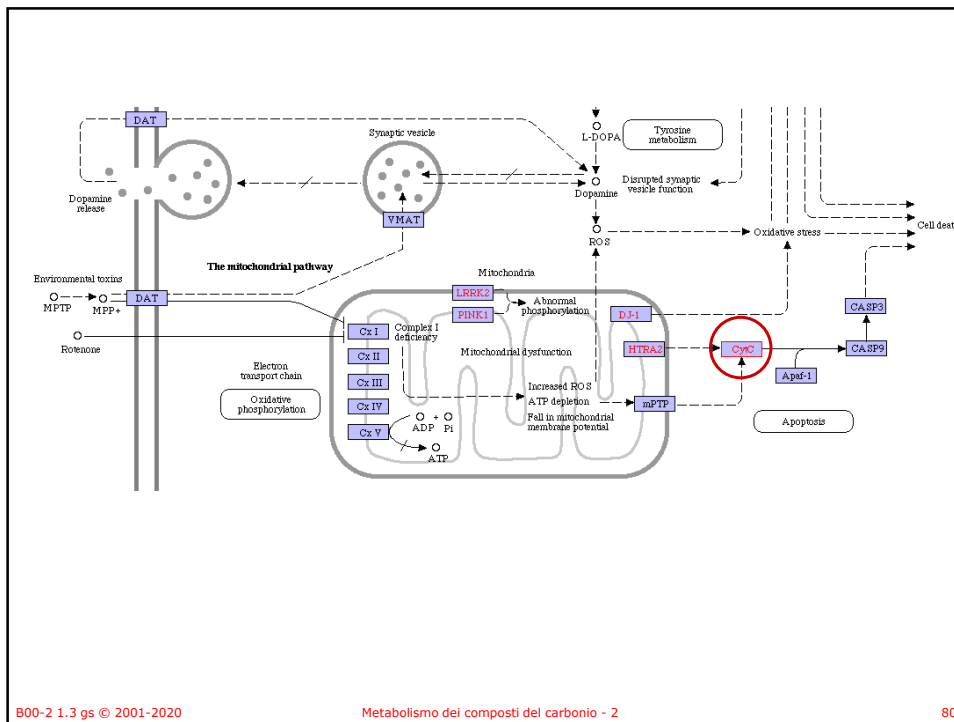 DAT
Synaptic vesicle
L-DOPA
Tyrosine
metabolism
Dopamine
release
VMAT
Dopamine
Disrupted synaptic
vesicle function
ROS
Oxidative stress
Cell death
The mitochondrial pathway
Environmental toxins
MPTP
MPP+
DAT
Rotenone
Mitochondria
LRRK2
PINK1
Abnormal
phosphorylation
DJ-1
CASP3
Cx I
Complex I
deficiency
Cx II
Mitochondrial dysfunction
HTRA2
CytC
CASP9
Electron
transport chain
Cx III
Apaf-1
Oxidative
phosphorylation
Cx IV
Increased ROS
ATP depletion
Fall in mitochondrial
membrane potential
mPTP
Apoptosis
Cx V
ADP + Pi
ATP
B00-2 1.3 gs © 2001-2020
Metabolismo dei composti del carbonio - 2
80